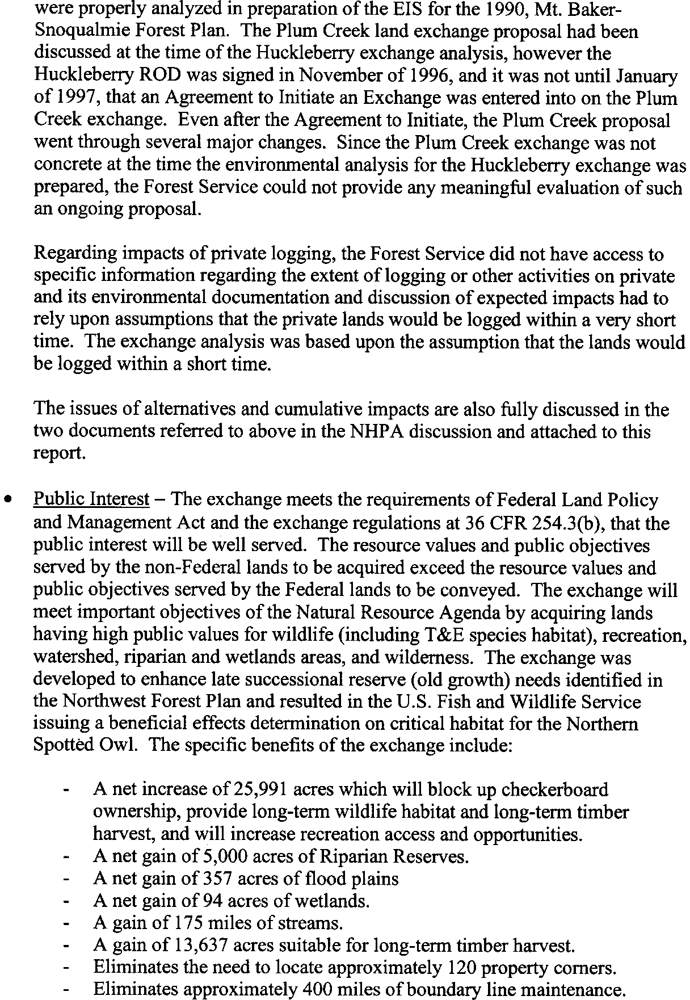 were properly analyzed in preparation of the EIS for the 1990, Mt. Baker-
Snoqualmie Forest Plan. The Plum Creek land exchange proposal had been
discussed at the time of the Huckleberry exchange analysis, however the
Huckleberry ROD was signed in November of 1996, and it was not until January
of 1997, that an Agreement to Initiate an Exchange was entered into on the Plum
Creek exchange. Even after the Agreement to Initiate, the Plum Creek proposal
went through several major changes. Since the Plum Creek exchange was not
concrete at the time the environmental analysis for the Huckleberry exchange was
prepared, the Forest Service could not provide any meaningful evaluation of such
an ongoing proposal.
Regarding impacts of private logging, the Forest Service did not have access to
specific information regarding the extent of logging or other activities on private
and its environmental documentation and discussion of expected impacts had to
rely upon assumptions that the private lands would be logged within a very short
time. The exchange analysis was based upon the assumption that the lands would
be logged within a short time.
The issues of alternatives and cumulative impacts are also fully discussed in the
two documents referred to above in the NHPA discussion and attached to this
report.
• Public Interest – The exchange meets the requirements of Federal Land Policy
and Management Act and the exchange regulations at 36 CFR 254.3(b), that the
public interest will be well served. The resource values and public objectives
served by the non-Federal lands to be acquired exceed the resource values and
public objectives served by the Federal lands to be conveyed. The exchange will
meet important objectives of the Natural Resource Agenda by acquiring lands
having high public values for wildlife (including T&E species habitat), recreation,
watershed, riparian and wetlands areas, and wilderness. The exchange was
developed to enhance late successional reserve (old growth) needs identified in
the Northwest Forest Plan and resulted in the U.S. Fish and Wildlife Service
issuing a beneficial effects determination on critical habitat for the Northern
Spotted Owl. The specific benefits of the exchange include:
- A net increase of 25,991 acres which will block up checkerboard
ownership, provide long-term wildlife habitat and long-term timber
harvest, and will increase recreation access and opportunities.
- A net gain of 5,000 acres of Riparian Reserves.
- A net gain of 357 acres of flood plains
- A net gain of 94 acres of wetlands.
- A gain of 175 miles of streams.
- A gain of 13,637 acres suitable for long-term timber harvest.
- Eliminates the need to locate approximately 120 property corners.
- Eliminates approximately 400 miles of boundary line maintenance.